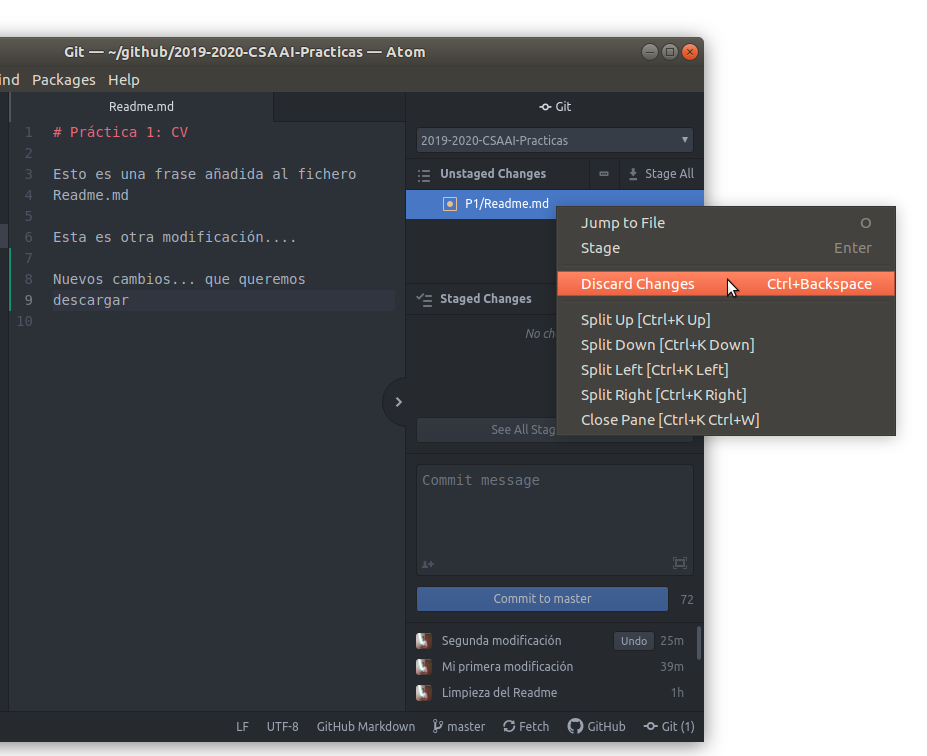 Git — ~/github/2019-2020-CSAAI-Practicas — Atom
ind Packages Help
Readme.md
1 # Práctica 1: CV
2
3 Esto es una frase añadida al fichero
4 Readme.md
5
6 Esta es otra modificación....
7
8 Nuevos cambios... que queremos
9 descargar
10
Git
2019-2020-CSAAI-Practicas
Unstaged Changes
Stage All
P1/Readme.md
Jump to File O
Stage Enter
Discard Changes Ctrl+Backspace
Split Up [Ctrl+K Up]
Split Down [Ctrl+K Down]
Split Left [Ctrl+K Left]
Split Right [Ctrl+K Right]
Close Pane [Ctrl+K Ctrl+W]
Staged Changes
No ch
See All Stag
Commit message
Commit to master 72
Segunda modificación Undo 25m
Mi primera modificación 39m
Limpieza del Readme 1h
LF UTF-8 GitHub Markdown master Fetch GitHub Git (1)